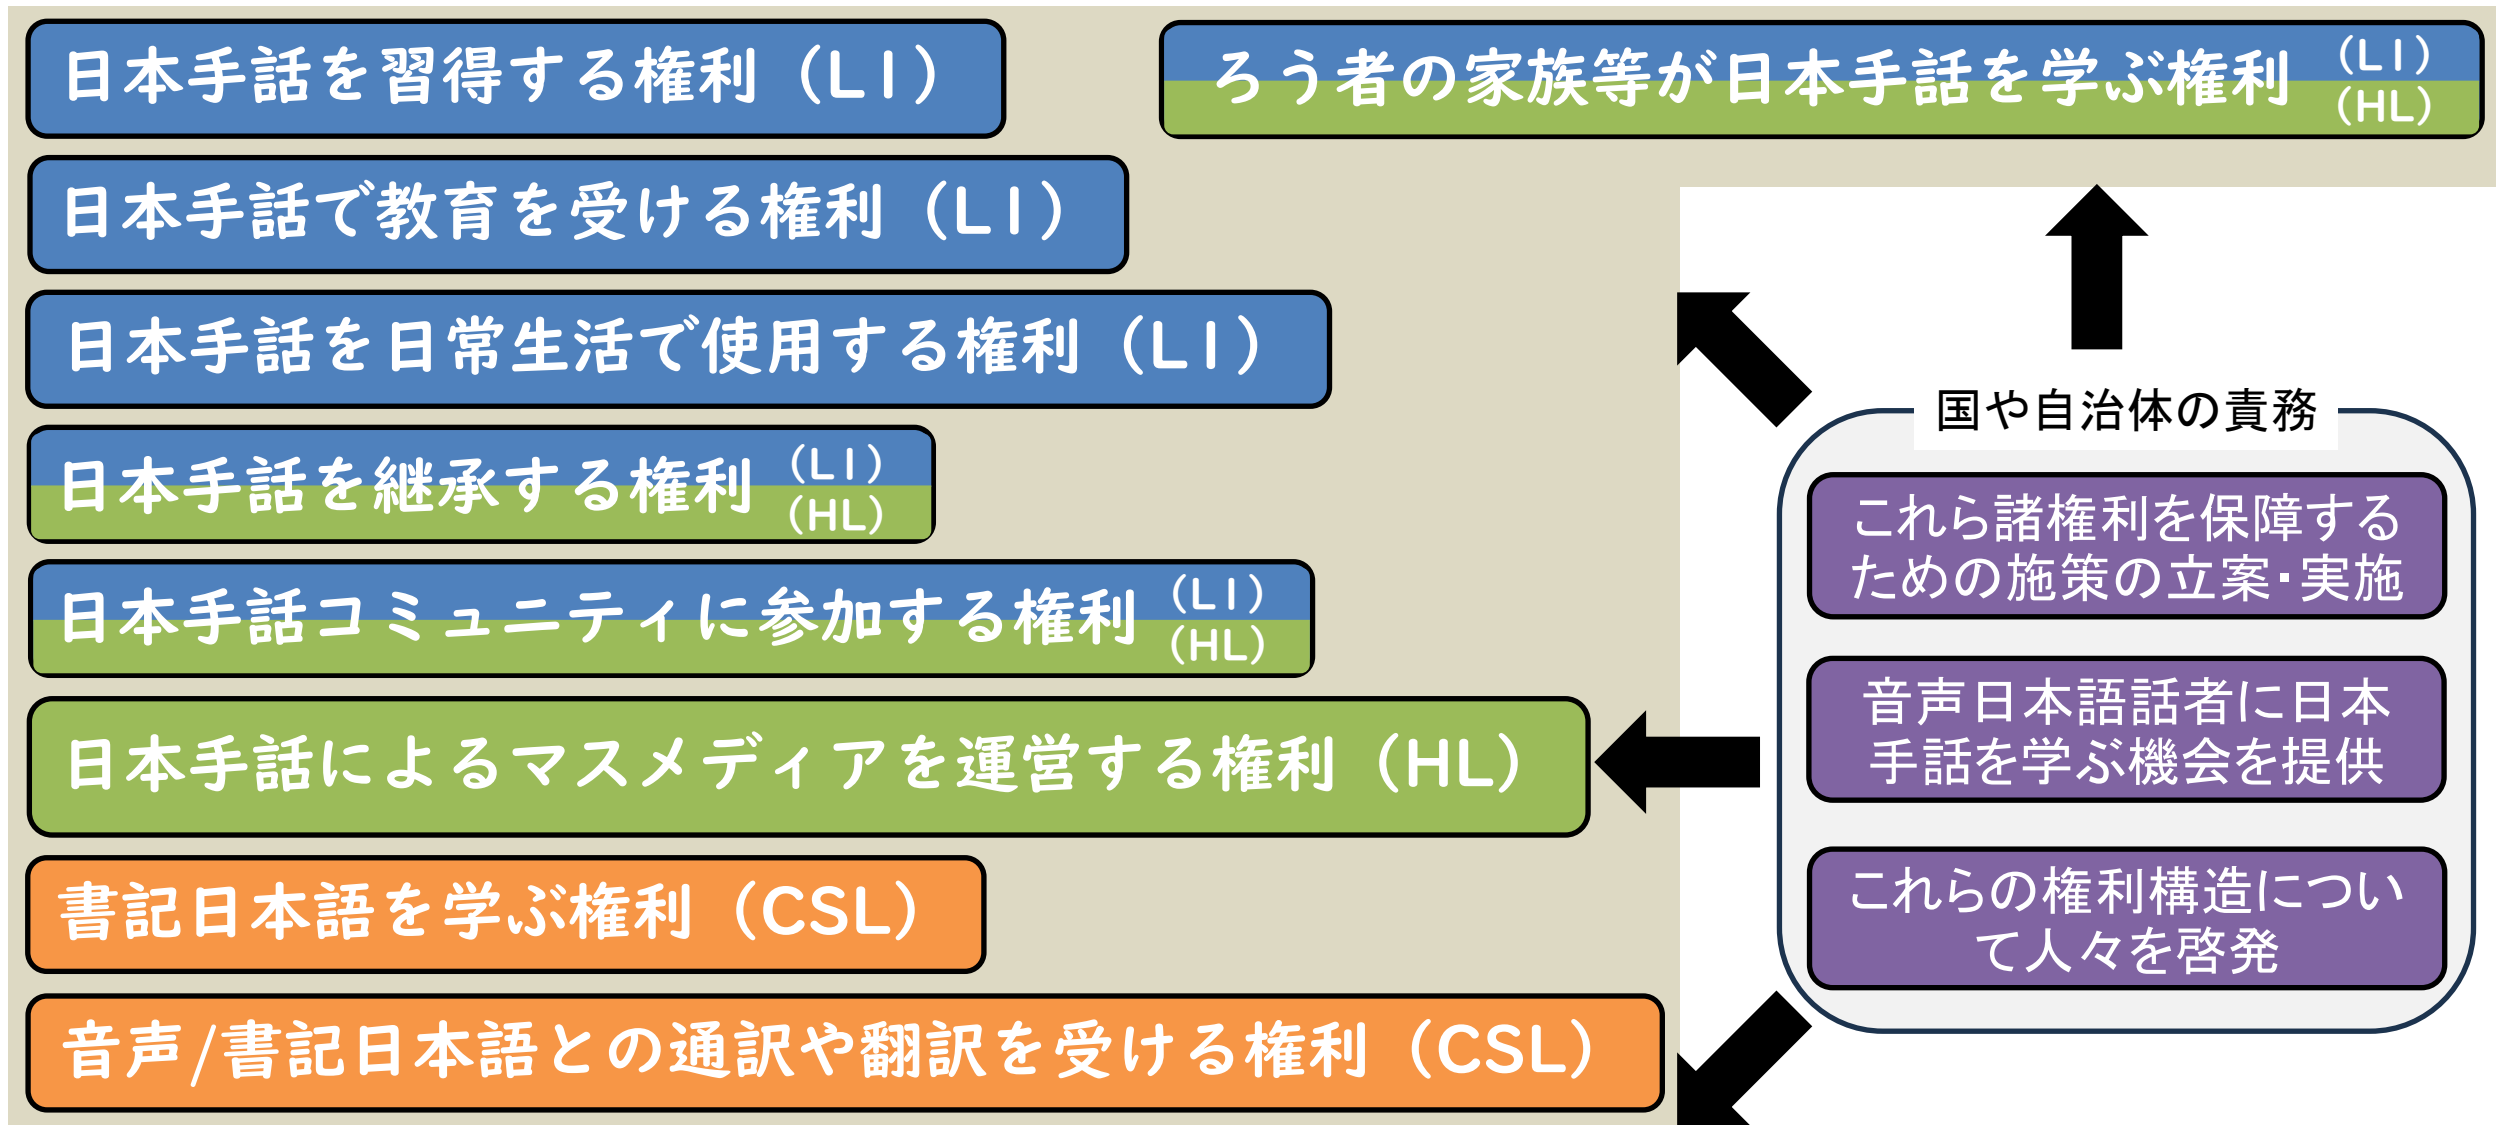 日本手話を習得する権利（LI）
ろう者の親族等が日本手話を学ぶ権利
（LI）
（HL）
日本手話で教育を受ける権利（LI）
日本手話を日常生活で使用する権利（LI）
日本手話を継承する権利
（LI）
（HL）
日本手話コミュニティに参加する権利
（LI）
（HL）
日本手話によるマスメディアを運営する権利（HL）
書記日本語を学ぶ権利（CSL）
音声/書記日本語との通訳翻訳を受ける権利（CSL）
国や自治体の義務
これら諸権利を保障する
ための施策の立案･実施
音声日本語話者に日本
手話を学ぶ機会を提供
これらの権利構造につい
て人々を啓発